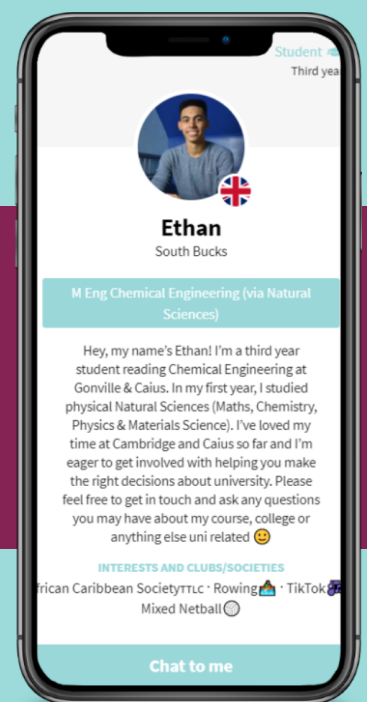 Student
Third yea
Ethan
South Bucks
M Eng Chemical Engineering (via Natural
Sciences)
Hey, my name's Ethan! I'm a third year
student reading Chemical Engineering at
Gonville & Caius. In my first year, I studied
physical Natural Sciences (Maths, Chemistry,
Physics & Materials Science). I've loved my
time at Cambridge and Caius so far and I'm
eager to get involved with helping you make
the right decisions about university. Please
feel free to get in touch and ask any questions
you may have about my course, college or
anything else uni related 🙂
INTERESTS AND CLUBS/SOCIETIES
frican Caribbean Societyᴛᴛʟᴄ · Rowing🚣 · TikTok
Mixed Netball🏐
Chat to me